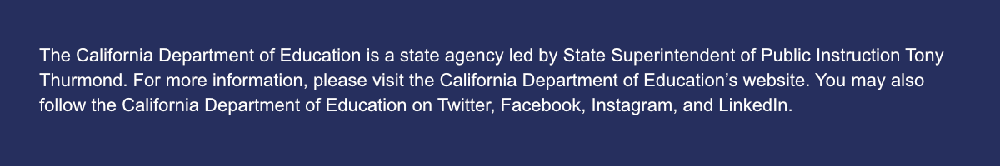 The California Department of Education is a state agency led by State Superintendent of Public Instruction Tony
Thurmond. For more information, please visit the California Department of Education’s website. You may also
follow the California Department of Education on Twitter, Facebook, Instagram, and LinkedIn.